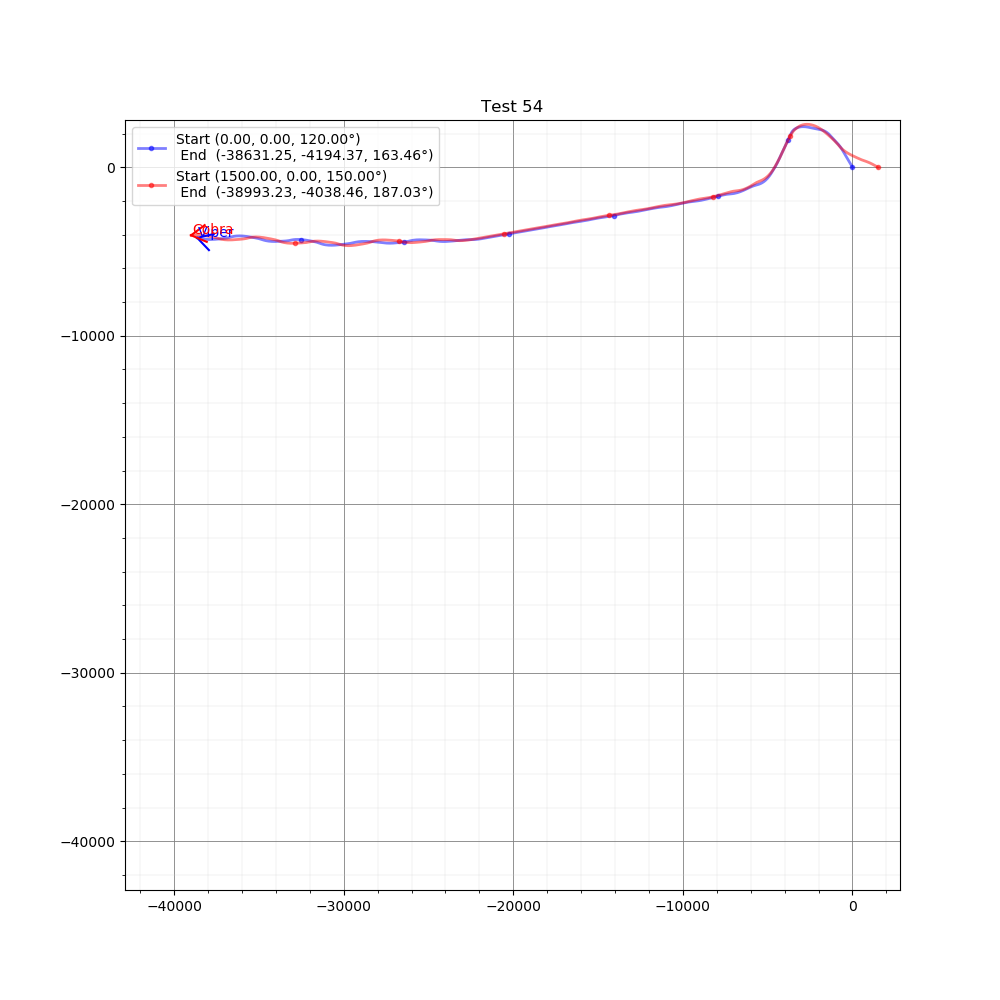 Test 54
Start (0.00, 0.00, 120.00°)
End (-38631.25, -4194.37, 163.46°)
Start (1500.00, 0.00, 150.00°)
End (-38993.23, -4038.46, 187.03°)
0
−10000
−20000
−30000
−40000
−40000 −30000 −20000 −10000 0